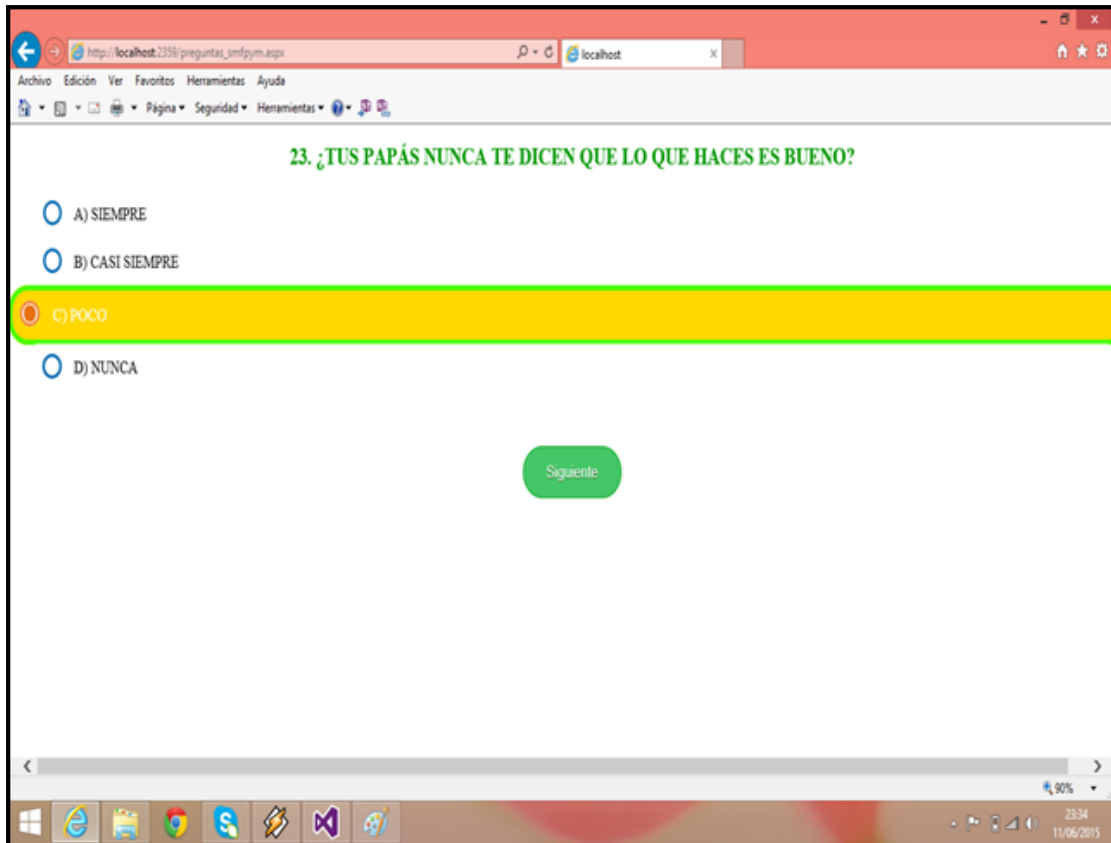 http://localhost:2359/preguntas_smfpym.aspx
localhost
Archivo Edición Ver Favoritos Herramientas Ayuda
Página Seguridad Herramientas
23. ¿TUS PAPÁS NUNCA TE DICEN QUE LO QUE HACES ES BUENO?
A) SIEMPRE
B) CASI SIEMPRE
C) POCO
D) NUNCA
Siguiente
90%
23:34
11/06/2015